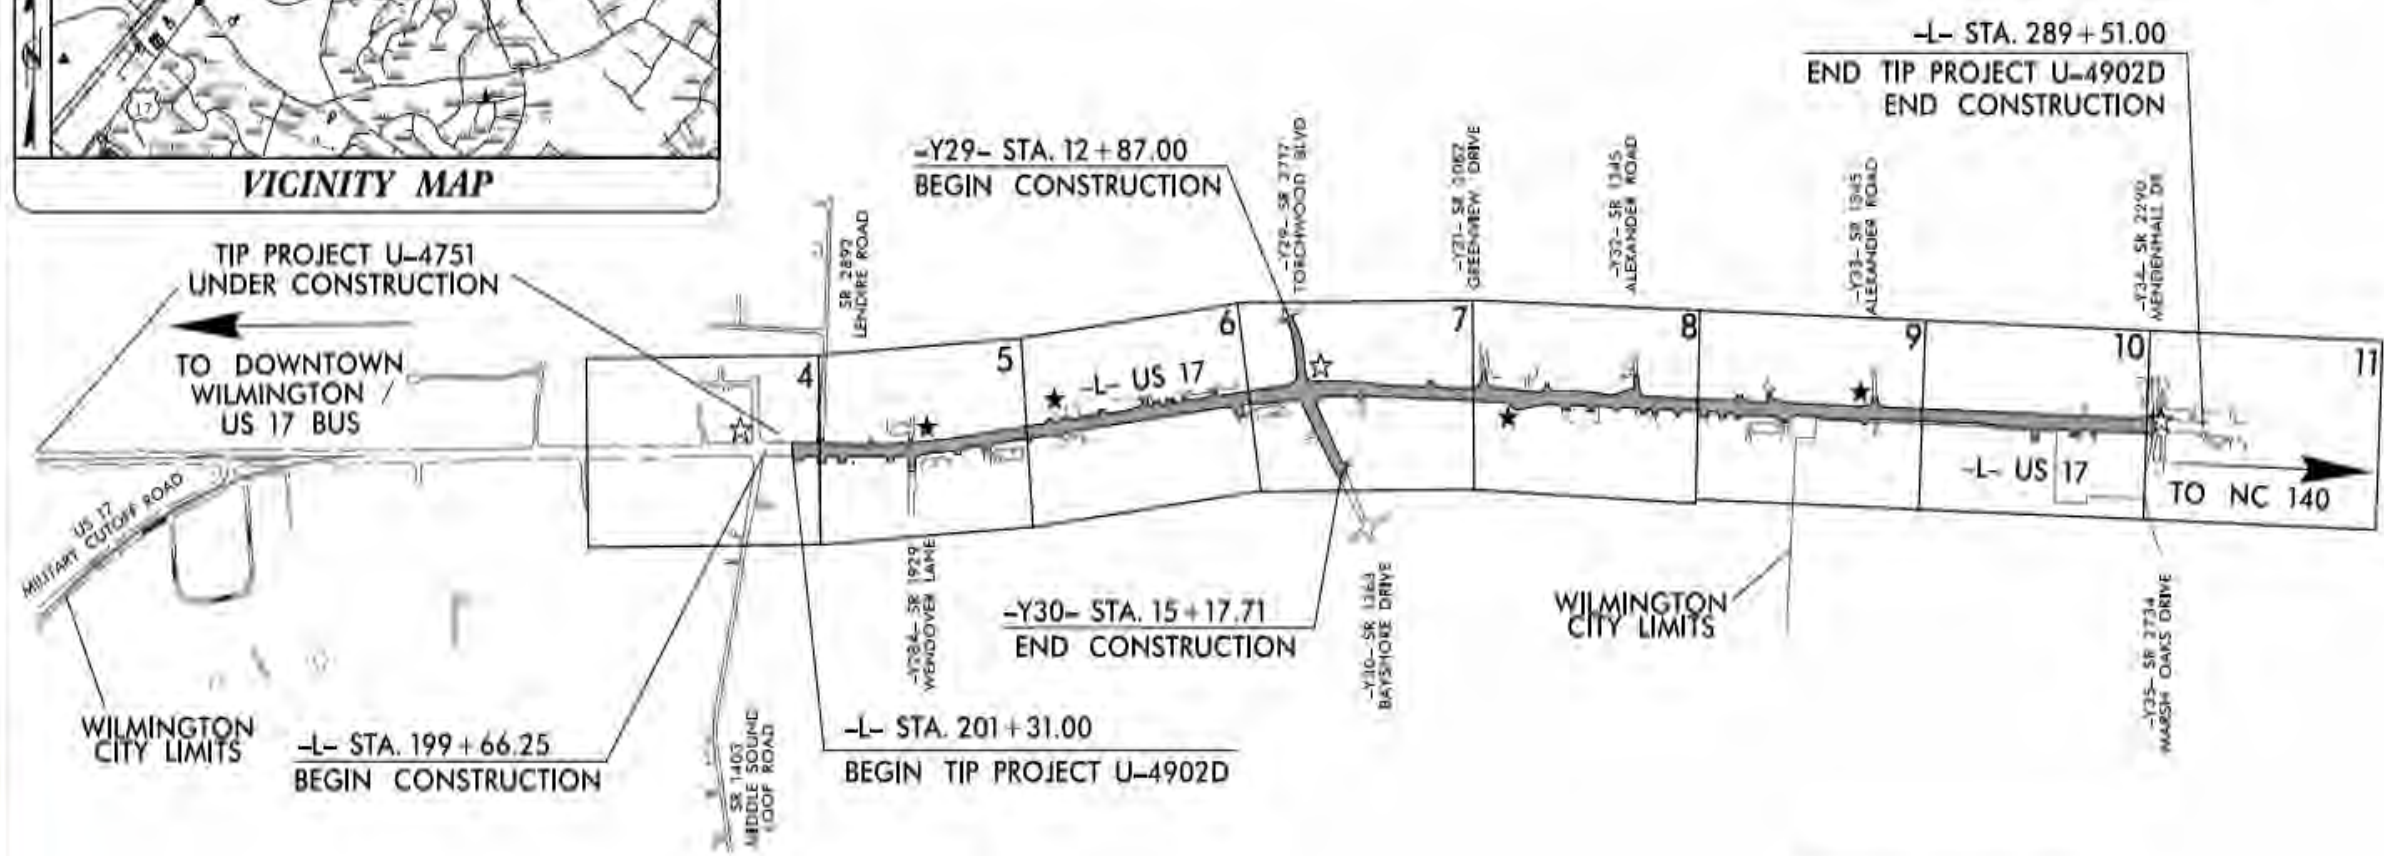 17
VICINITY MAP
-L- STA. 289+51.00
END TIP PROJECT U-4902D
END CONSTRUCTION
-Y29- STA. 12+87.00
BEGIN CONSTRUCTION
TIP PROJECT U-4751
UNDER CONSTRUCTION
TO DOWNTOWN
WILMINGTON /
US 17 BUS
SR 2892
LENDIRE ROAD
-Y29- SR 2717
TORCHWOOD BLVD
GREENVIEW DRIVE
-Y32- SR 1345
ALEXANDER ROAD
-Y33- SR 1345
ALEXANDER ROAD
-Y34- SR 2290
MENDENHALL DR
4
5
6
7
8
9
10
11
-L- US 17
-L- US 17
TO NC 140
US 17
MILITARY CUTOFF ROAD
WILMINGTON
CITY LIMITS
-L- STA. 199+66.25
BEGIN CONSTRUCTION
SR 1403
MIDDLE SOUND
LOOP ROAD
-L- STA. 201+31.00
BEGIN TIP PROJECT U-4902D
-Y28A- SR 1929
WENDOVER LANE
-Y30- STA. 15+17.71
END CONSTRUCTION
-Y30- SR 1363
BAYSHORE DRIVE
WILMINGTON
CITY LIMITS
-Y35- SR 2734
MARSH OAKS DRIVE